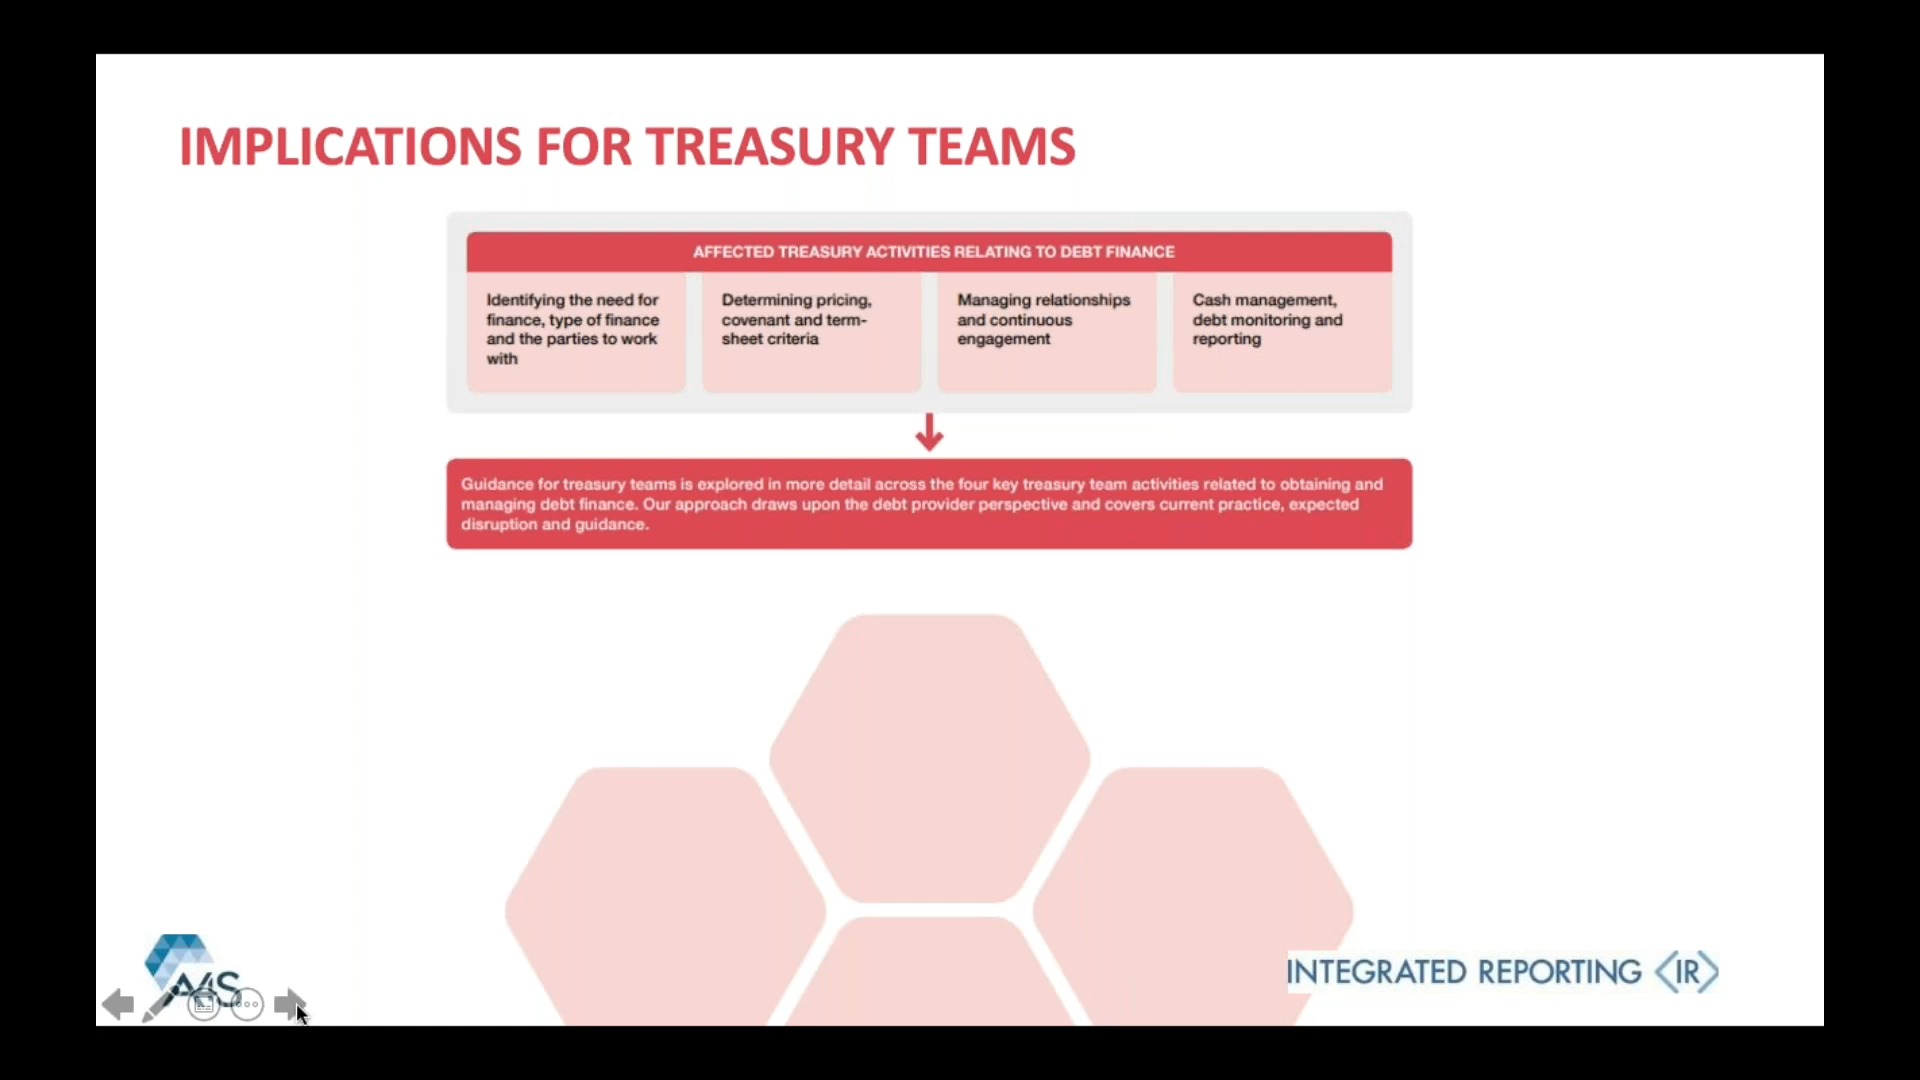 IMPLICATIONS FOR TREASURY TEAMS
AFFECTED TREASURY ACTIVITIES RELATING TO DEBT FINANCE
Identifying the need for
finance, type of finance
and the parties to work
with
Determining pricing,
covenant and term-
sheet criteria
Managing relationships
and continuous
engagement
Cash management,
debt monitoring and
reporting
Guidance for treasury teams is explored in more detail across the four key treasury team activities related to obtaining and
managing debt finance. Our approach draws upon the debt provider perspective and covers current practice, expected
disruption and guidance.
A4S
INTEGRATED REPORTING <IR>